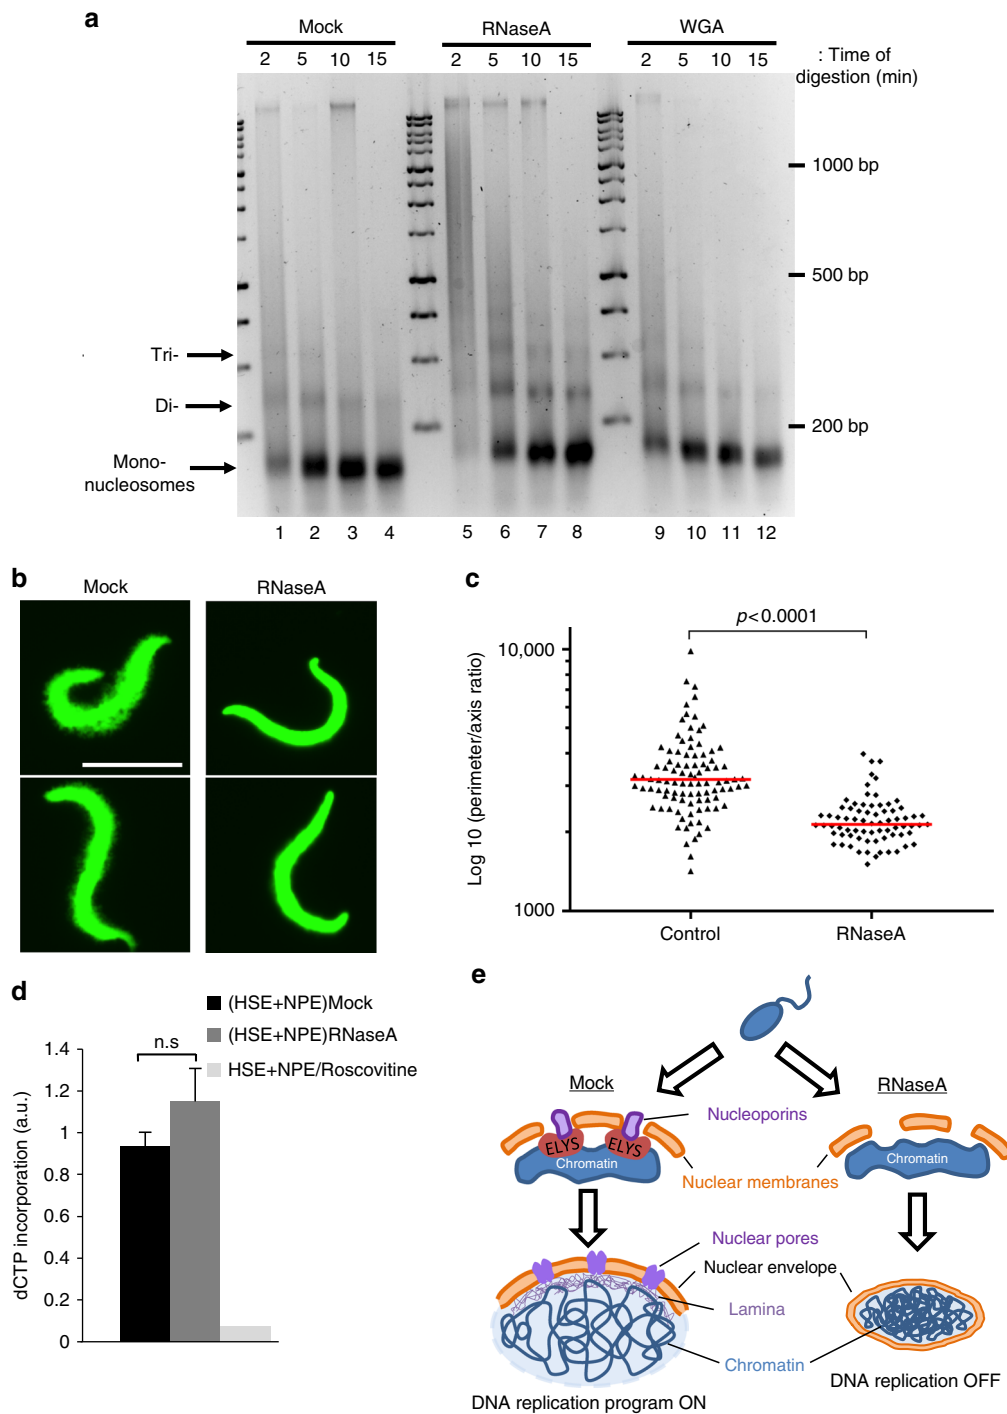 a
Mock
RNaseA
WGA
2 5 10 15
2 5 10 15
2 5 10 15
: Time of
digestion (min)
1000 bp
500 bp
200 bp
Tri-
Di-
Mono-
nucleosomes
1 2 3 4 5 6 7 8 9 10 11 12
b
Mock
RNaseA
c
p<0.0001
10,000
1000
Log 10 (perimeter/axis ratio)
Control
RNaseA
d
(HSE+NPE)Mock
(HSE+NPE)RNaseA
HSE+NPE/Roscovitine
n.s
1.4
1.2
1
0.8
0.6
0.4
0.2
0
dCTP incorporation (a.u.)
e
Mock
RNaseA
Nucleoporins
ELYS
ELYS
Chromatin
Chromatin
Nuclear membranes
Nuclear pores
Nuclear envelope
Lamina
Chromatin
DNA replication program ON
DNA replication OFF